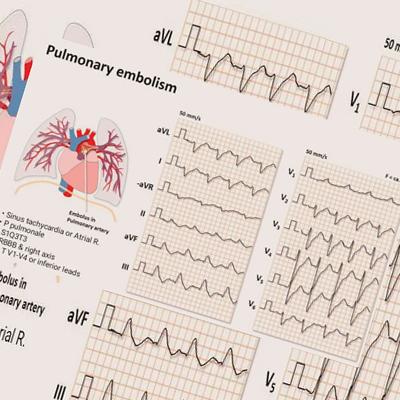 aVL
50 m
V1
Pulmonary embolism
50 mm/s
aVL
I
-aVR
II
aVF
III
50 mm/s
F = ca.
V1
V2
V3
V4
V5
V6
Embolus in
Pulmonary artery
• Sinus tachycardia or Atrial R.
• P pulmonale
S1Q3T3
RBBB & right axis
T V1-V4 or inferior leads
bolus in
onary artery
rial R.
aVF
III
V5